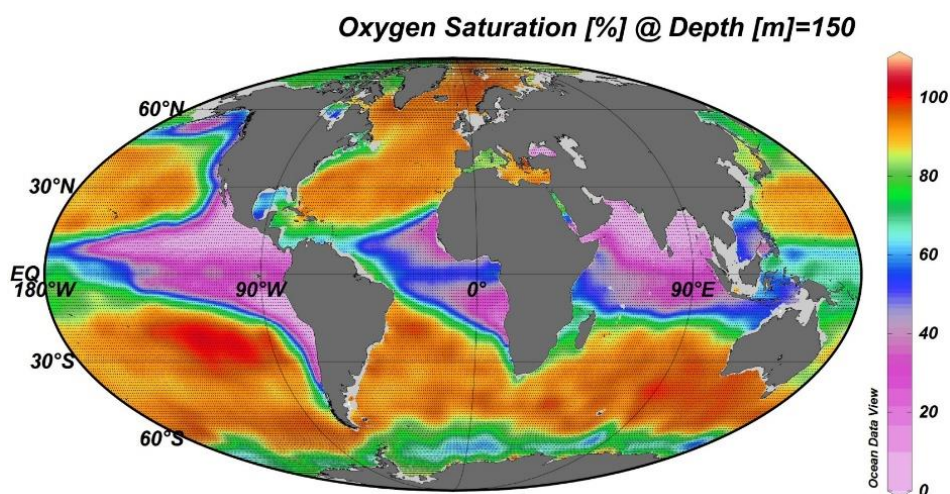 Oxygen Saturation [%] @ Depth [m]=150
60°N
30°N
EQ
180°W
90°W
0°
90°E
30°S
60°S
100
80
60
40
20
0
Ocean Data View